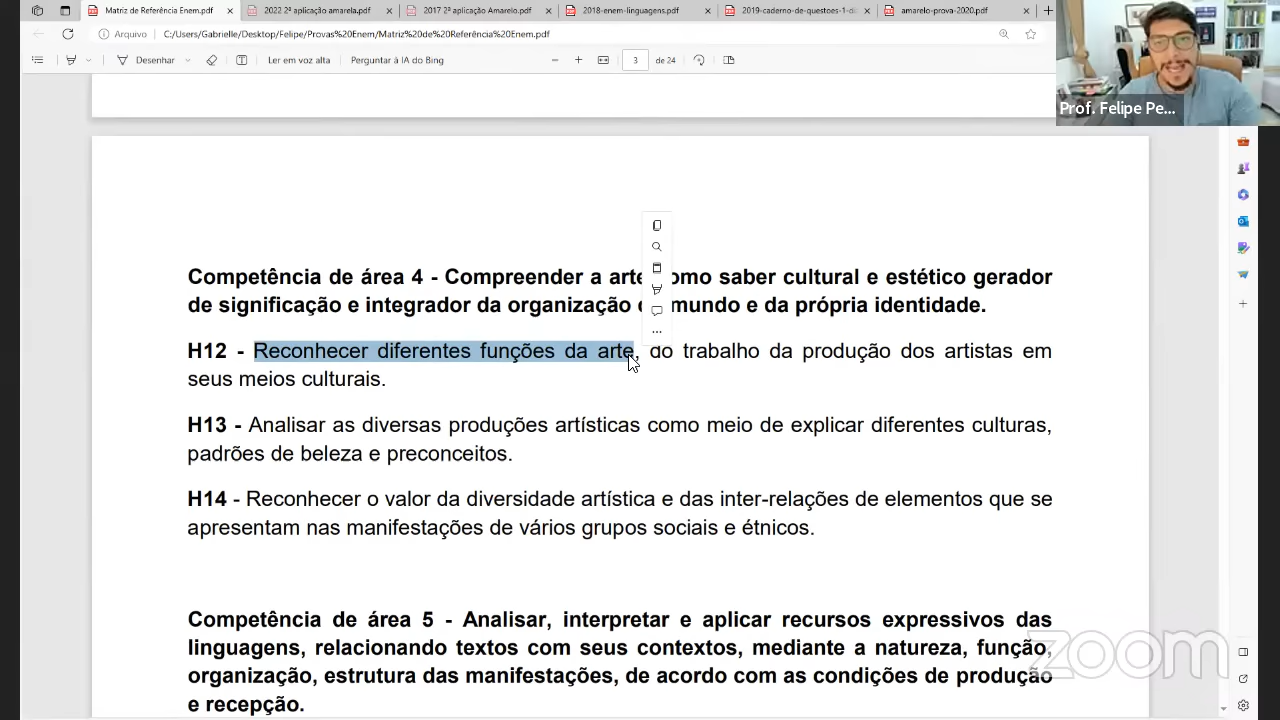 Matriz de Referência Enem.pdf
2022 2ª aplicação amarela.pdf
2017 2ª aplicação Amarelo.pdf
2018-enem-linguagens.pdf
2019-caderno-de-questoes-1-di
amarelo-prova-2020.pdf
Arquivo
C:/Users/Gabrielle/Desktop/Felipe/Provas%20Enem/Matriz%20de%20Referência%20Enem.pdf
Desenhar
Ler em voz alta
Perguntar à IA do Bing
3
de 24
Prof. Felipe Pe...
Competência de área 4 - Compreender a arte como saber cultural e estético gerador
de significação e integrador da organização mundo e da própria identidade.
H12 - Reconhecer diferentes funções da arte, do trabalho da produção dos artistas em
seus meios culturais.
H13 - Analisar as diversas produções artísticas como meio de explicar diferentes culturas,
padrões de beleza e preconceitos.
H14 - Reconhecer o valor da diversidade artística e das inter-relações de elementos que se
apresentam nas manifestações de vários grupos sociais e étnicos.
Competência de área 5 - Analisar, interpretar e aplicar recursos expressivos das
linguagens, relacionando textos com seus contextos, mediante a natureza, função,
organização, estrutura das manifestações, de acordo com as condições de produção
e recepção.
zoom